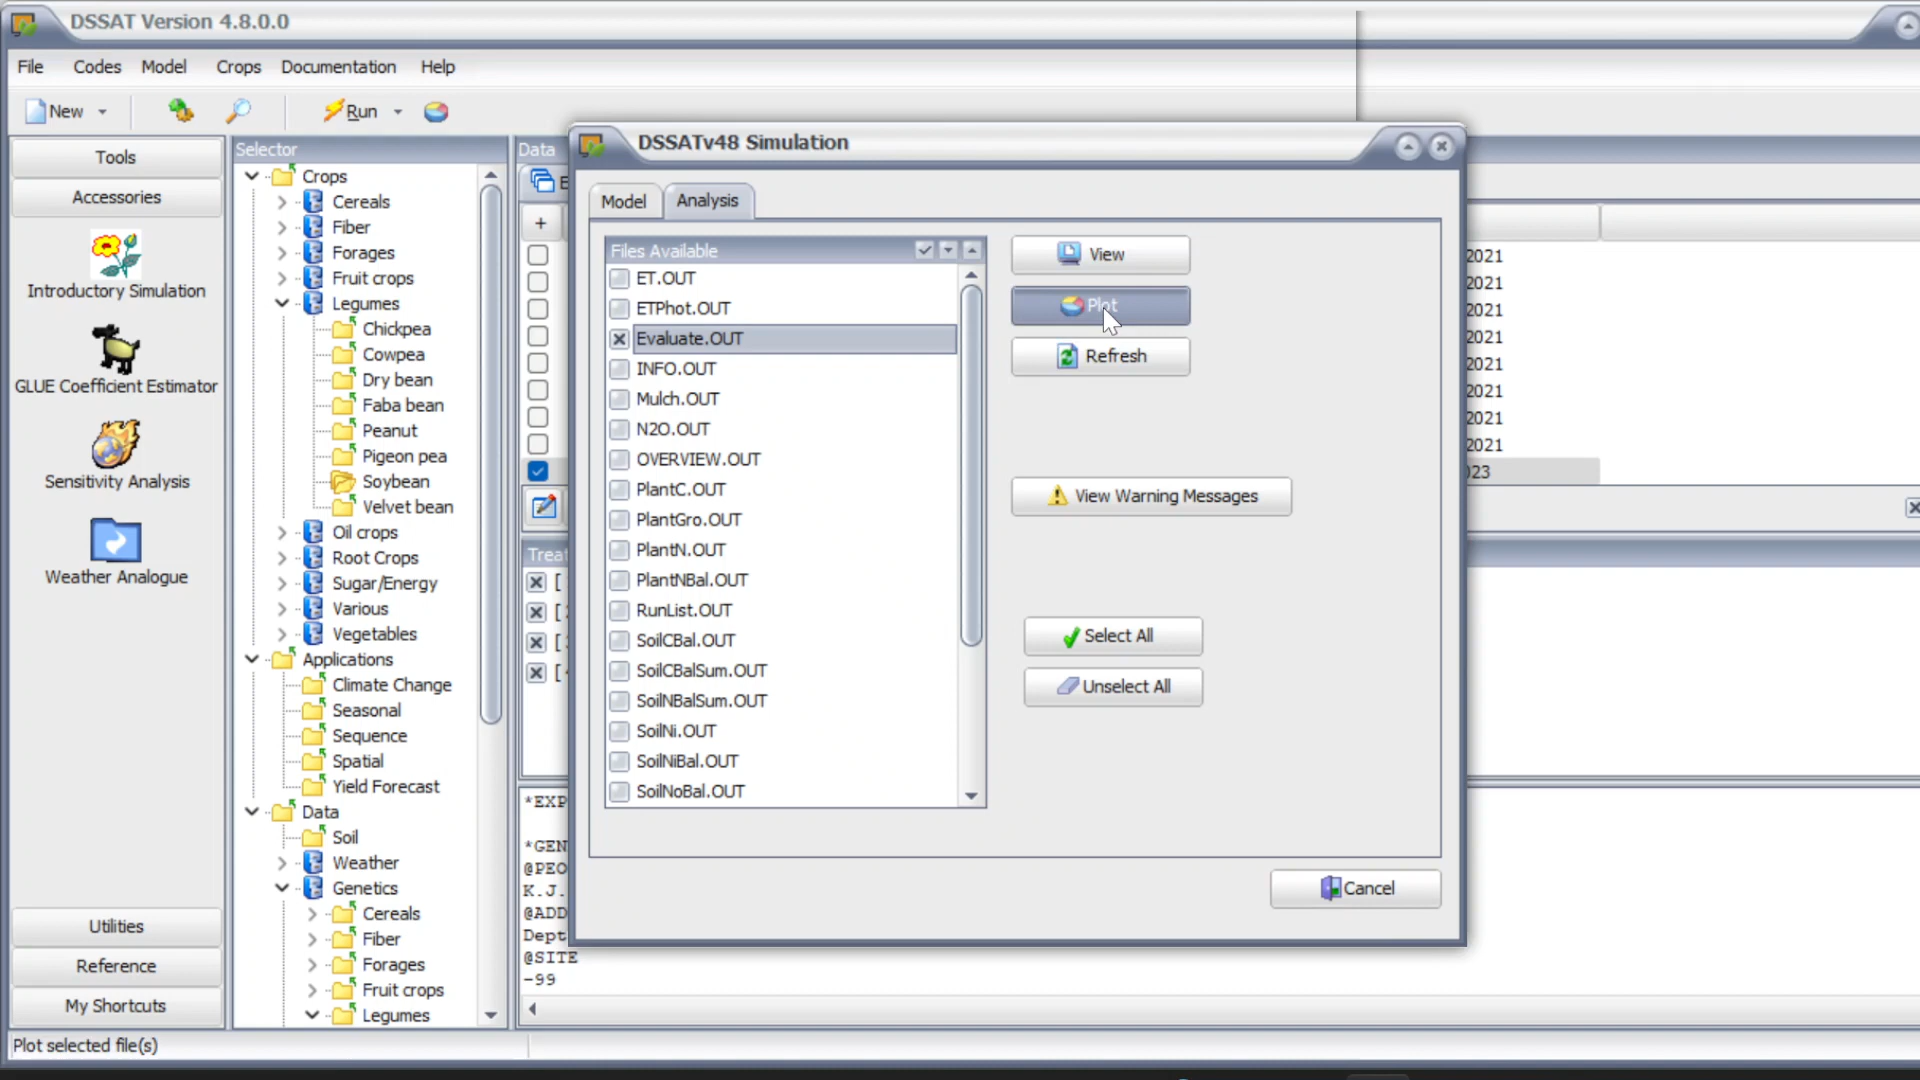 DSSAT Version 4.8.0.0
File Codes Model Crops Documentation Help
New Run
Tools
Accessories
Introductory Simulation
GLUE Coefficient Estimator
Sensitivity Analysis
Weather Analogue
Utilities
Reference
My Shortcuts
Selector
Crops
Cereals
Fiber
Forages
Fruit crops
Legumes
Chickpea
Cowpea
Dry bean
Faba bean
Peanut
Pigeon pea
Soybean
Velvet bean
Oil crops
Root Crops
Sugar/Energy
Various
Vegetables
Applications
Climate Change
Seasonal
Sequence
Spatial
Yield Forecast
Data
Soil
Weather
Genetics
Cereals
Fiber
Forages
Fruit crops
Legumes
Data
E
+
Treat
[
[
[
[
*EXP
*GEN
@PEO
K.J.
@ADD
Dept
@SITE
-99
DSSATv48 Simulation
Model Analysis
Files Available
ET.OUT
ETPhot.OUT
Evaluate.OUT
INFO.OUT
Mulch.OUT
N2O.OUT
OVERVIEW.OUT
PlantC.OUT
PlantGro.OUT
PlantN.OUT
PlantNBal.OUT
RunList.OUT
SoilCBal.OUT
SoilCBalSum.OUT
SoilNBalSum.OUT
SoilNi.OUT
SoilNiBal.OUT
SoilNoBal.OUT
View
Plot
Refresh
View Warning Messages
Select All
Unselect All
Cancel
2021
2021
2021
2021
2021
2021
2021
2021
023
Plot selected file(s)